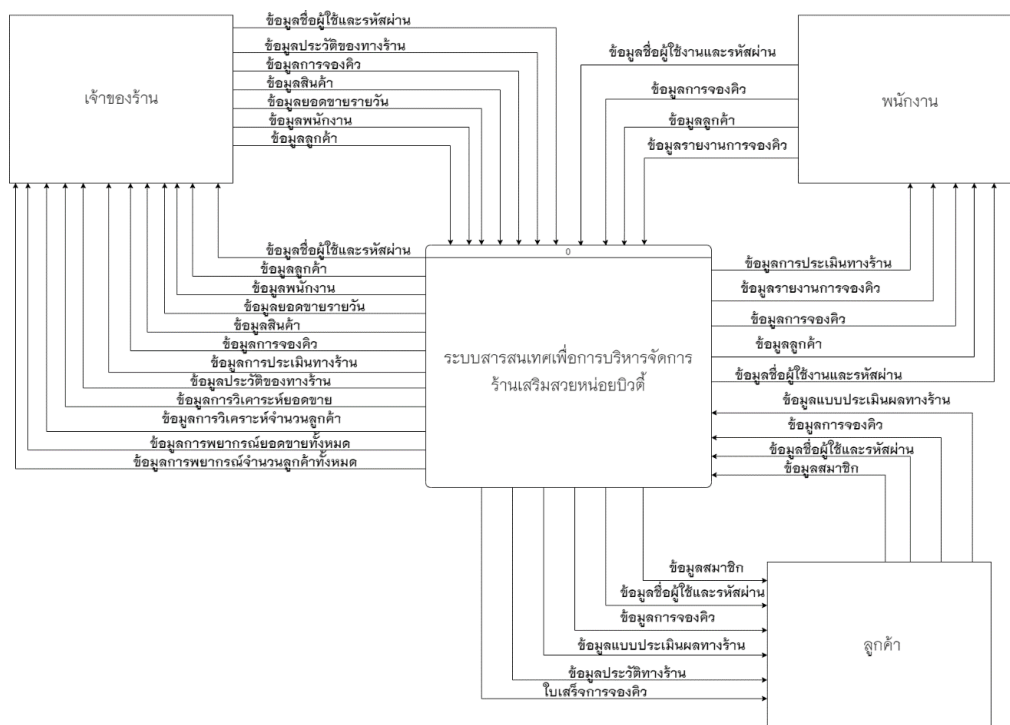 ข้อมูลชื่อผู้ใช้และรหัสผ่าน
ข้อมูลประวัติของทางร้าน
ข้อมูลการจองคิว
ข้อมูลสินค้า
ข้อมูลยอดขายรายวัน
ข้อมูลพนักงาน
ข้อมูลลูกค้า
เจ้าของร้าน
ข้อมูลชื่อผู้ใช้งานและรหัสผ่าน
ข้อมูลการจองคิว
ข้อมูลลูกค้า
ข้อมูลรายงานการจองคิว
พนักงาน
ข้อมูลชื่อผู้ใช้และรหัสผ่าน
ข้อมูลลูกค้า
ข้อมูลพนักงาน
ข้อมูลยอดขายรายวัน
ข้อมูลสินค้า
ข้อมูลการจองคิว
ข้อมูลการประเมินทางร้าน
ข้อมูลประวัติของทางร้าน
ข้อมูลการวิเคาระห์ยอดขาย
ข้อมูลการวิเคราะห์จำนวนลูกค้า
ข้อมูลการพยากรณ์ยอดขายทั้งหมด
ข้อมูลการพยากรณ์จำนวนลูกค้าทั้งหมด
0
ระบบสารสนเทศเพื่อการบริหารจัดการ
ร้านเสริมสวยหน่อยบิวตี้
ข้อมูลการประเมินทางร้าน
ข้อมูลรายงานการจองคิว
ข้อมูลการจองคิว
ข้อมูลลูกค้า
ข้อมูลชื่อผู้ใช้งานและรหัสผ่าน
ข้อมูลแบบประเมินผลทางร้าน
ข้อมูลการจองคิว
ข้อมูลชื่อผู้ใช้และรหัสผ่าน
ข้อมูลสมาชิก
ข้อมูลสมาชิก
ข้อมูลชื่อผู้ใช้และรหัสผ่าน
ข้อมูลการจองคิว
ข้อมูลแบบประเมินผลทางร้าน
ข้อมูลประวัติทางร้าน
ใบเสร็จการจองคิว
ลูกค้า